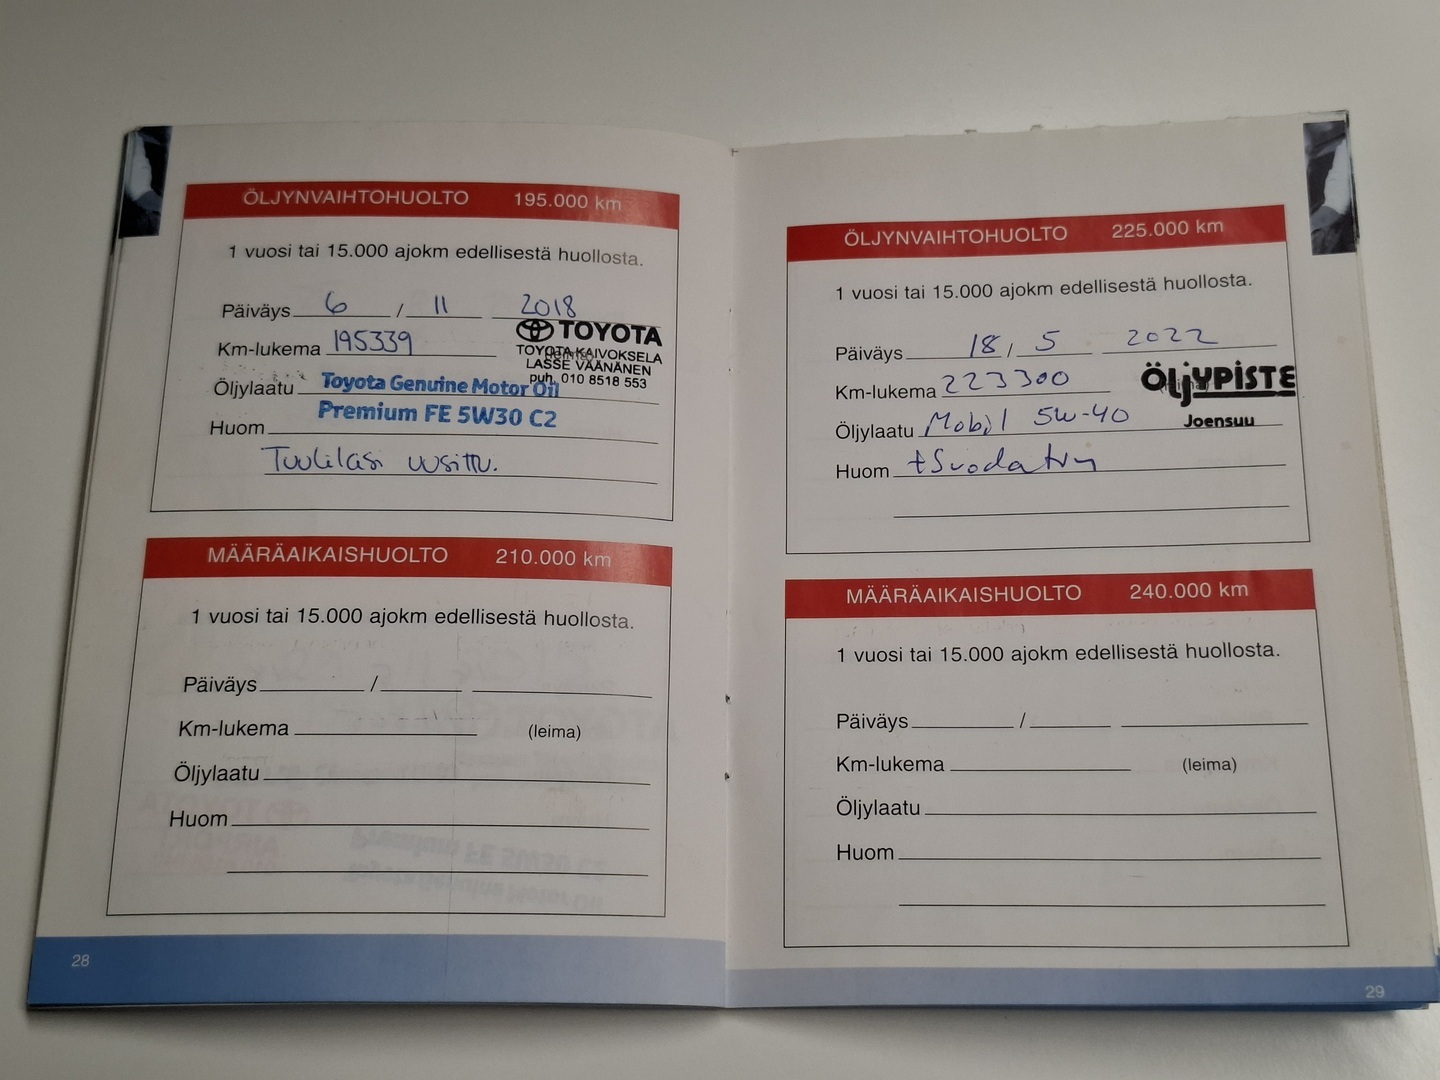 ÖLJYNVAIHTOHUOLTO 195.000 km
1 vuosi tai 15.000 ajokm edellisestä huollosta.
Päiväys 6 / 11 2018
TOYOTA
Km-lukema 195339
TOYOTA KAIVOKSELA
LASSE VÄÄNÄNEN
puh. 010 8518 553
Öljylaatu Toyota Genuine Motor Oil
Premium FE 5W30 C2
Huom
Tuulilasi uusittu.
MÄÄRÄAIKAISHUOLTO 210.000 km
1 vuosi tai 15.000 ajokm edellisestä huollosta.
Päiväys /
Km-lukema (leima)
Öljylaatu
Huom
28
ÖLJYNVAIHTOHUOLTO 225.000 km
1 vuosi tai 15.000 ajokm edellisestä huollosta.
Päiväys 18 / 5 2022
Km-lukema 223300
ÖljYPISTE
Joensuu
Öljylaatu Mobil 5W-40
Huom +Suodatin
MÄÄRÄAIKAISHUOLTO 240.000 km
1 vuosi tai 15.000 ajokm edellisestä huollosta.
Päiväys /
Km-lukema (leima)
Öljylaatu
Huom
29